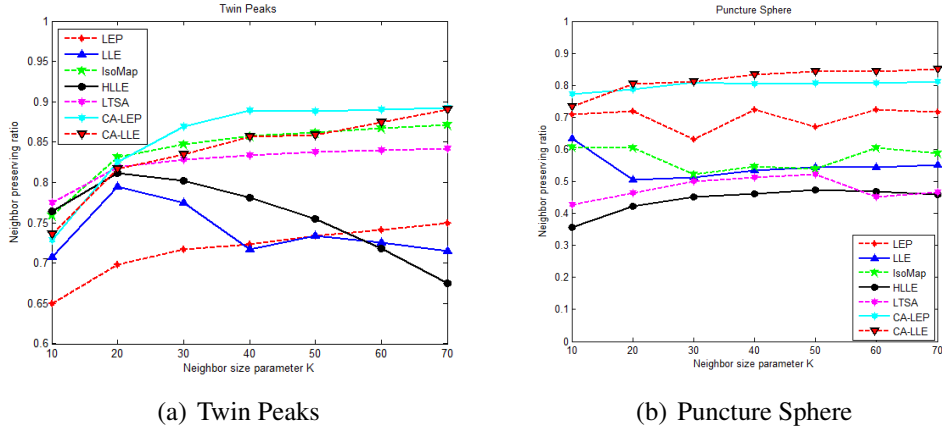 Twin Peaks
Neighbor preserving ratio
1
0.95
0.9
0.85
0.8
0.75
0.7
0.65
0.6
LEP
LLE
IsoMap
HLLE
LTSA
CA-LEP
CA-LLE
10 20 30 40 50 60 70
Neighbor size parameter K
(a) Twin Peaks
Puncture Sphere
Neighbor preserving ratio
1
0.9
0.8
0.7
0.6
0.5
0.4
0.3
0.2
0.1
0
LEP
LLE
IsoMap
HLLE
LTSA
CA-LEP
CA-LLE
10 20 30 40 50 60 70
Neighbor size parameter K
(b) Puncture Sphere